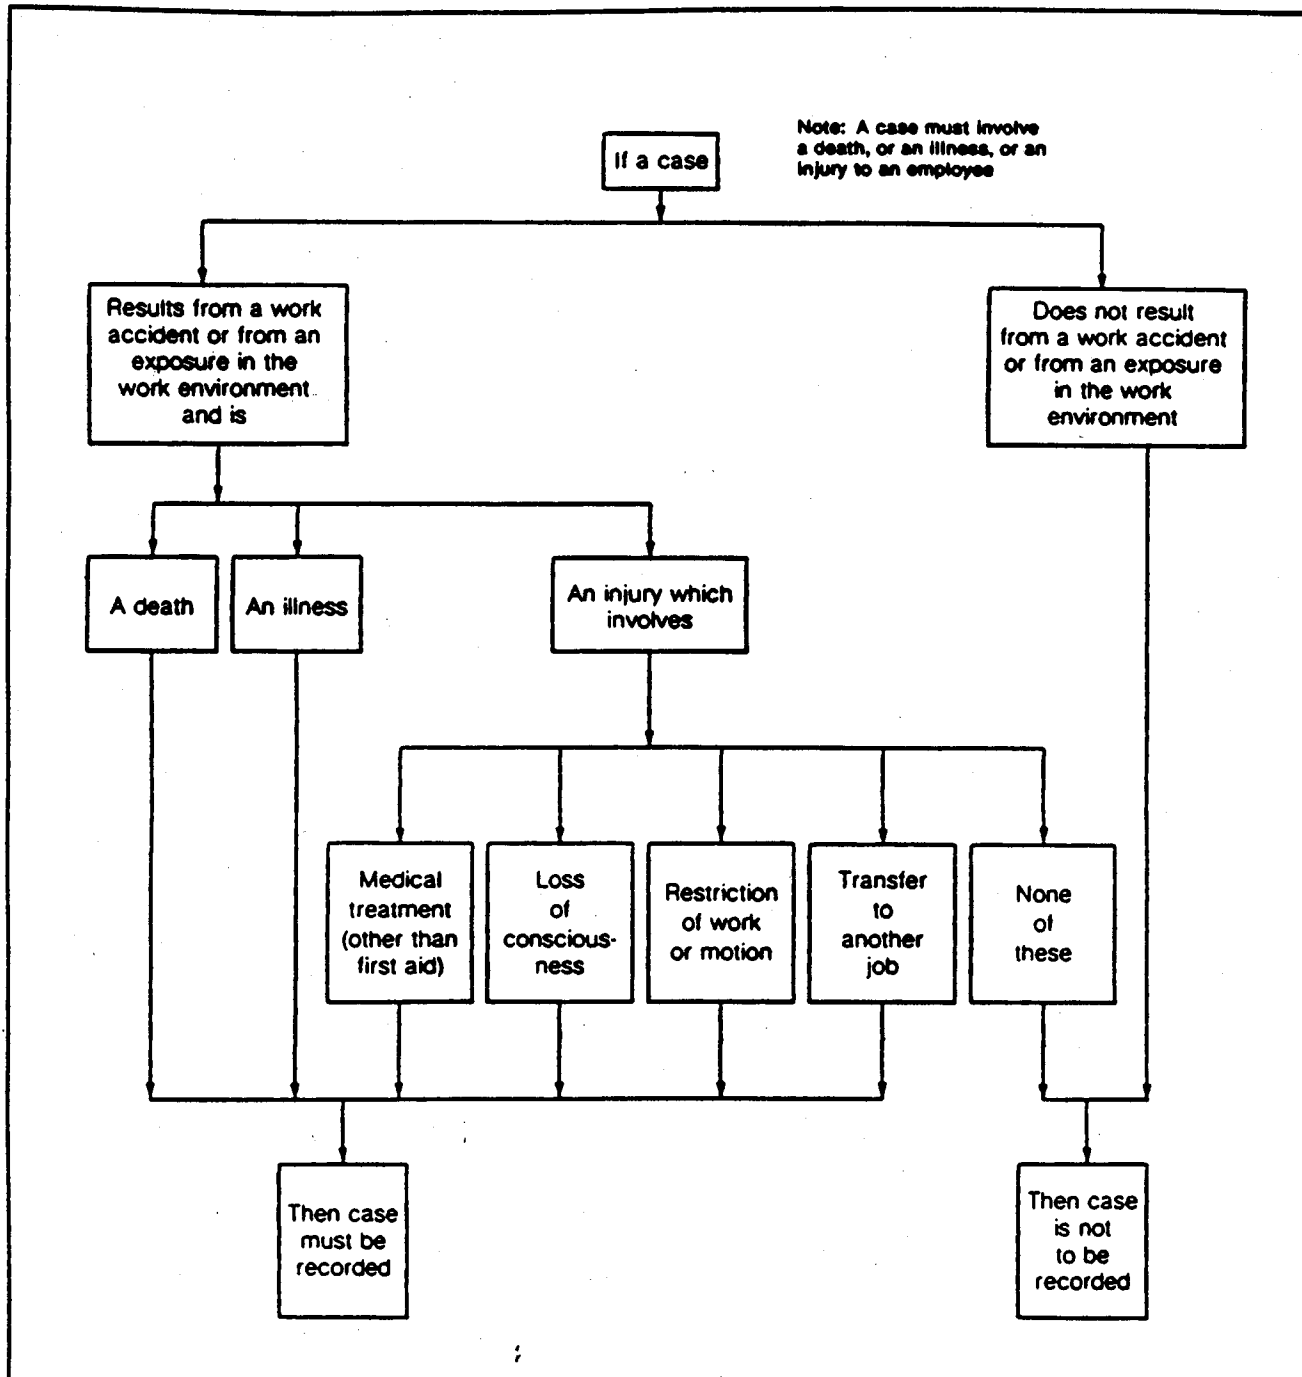 Note: A case must involve
a death, or an illness, or an
injury to an employee
If a case
Results from a work
accident or from an
exposure in the
work environment
and is
Does not result
from a work accident
or from an exposure
in the work
environment
A death
An illness
An injury which
involves
Medical
treatment
(other than
first aid)
Loss
of
conscious-
ness
Restriction
of work
or motion
Transfer
to
another
job
None
of
these
Then case
must be
recorded
Then case
is not
to be
recorded